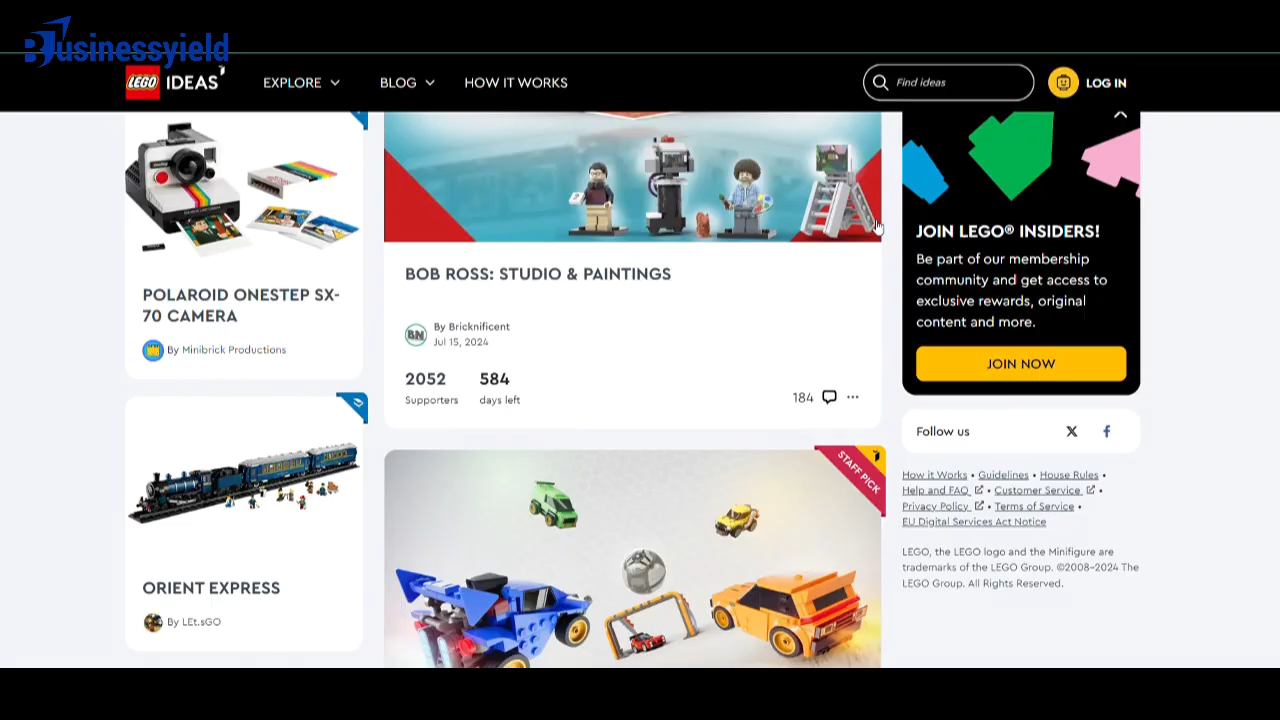 Businessyield
LEGO IDEAS
EXPLORE
BLOG
HOW IT WORKS
Find ideas
LOG IN
POLAROID ONESTEP SX-
70 CAMERA
By Minibrick Productions
ORIENT EXPRESS
By LEt.sGO
BOB ROSS: STUDIO & PAINTINGS
BN
By Bricknificent
Jul 15, 2024
2052
Supporters
584
days left
184
STAFF PICK
JOIN LEGO® INSIDERS!
Be part of our membership
community and get access to
exclusive rewards, original
content and more.
JOIN NOW
Follow us
How it Works • Guidelines • House Rules •
Help and FAQ • Customer Service •
Privacy Policy • Terms of Service •
EU Digital Services Act Notice
LEGO, the LEGO logo and the Minifigure are
trademarks of the LEGO Group. ©2008-2024 The
LEGO Group. All Rights Reserved.